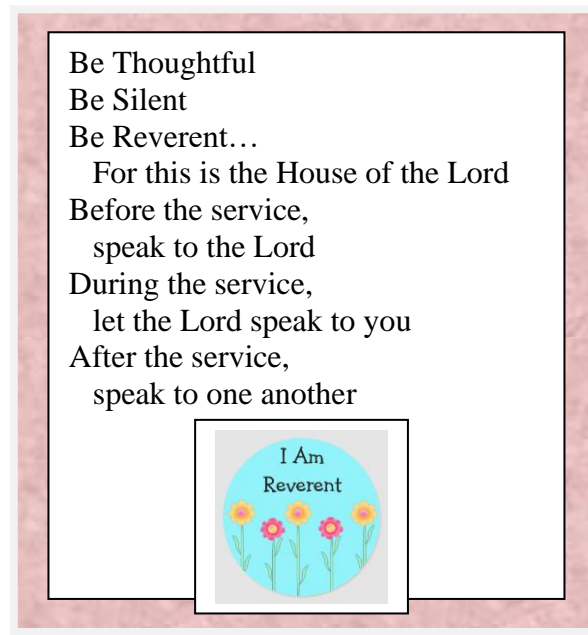 Be Thoughtful
Be Silent
Be Reverent…
For this is the House of the Lord
Before the service,
speak to the Lord
During the service,
let the Lord speak to you
After the service,
speak to one another
I Am
Reverent